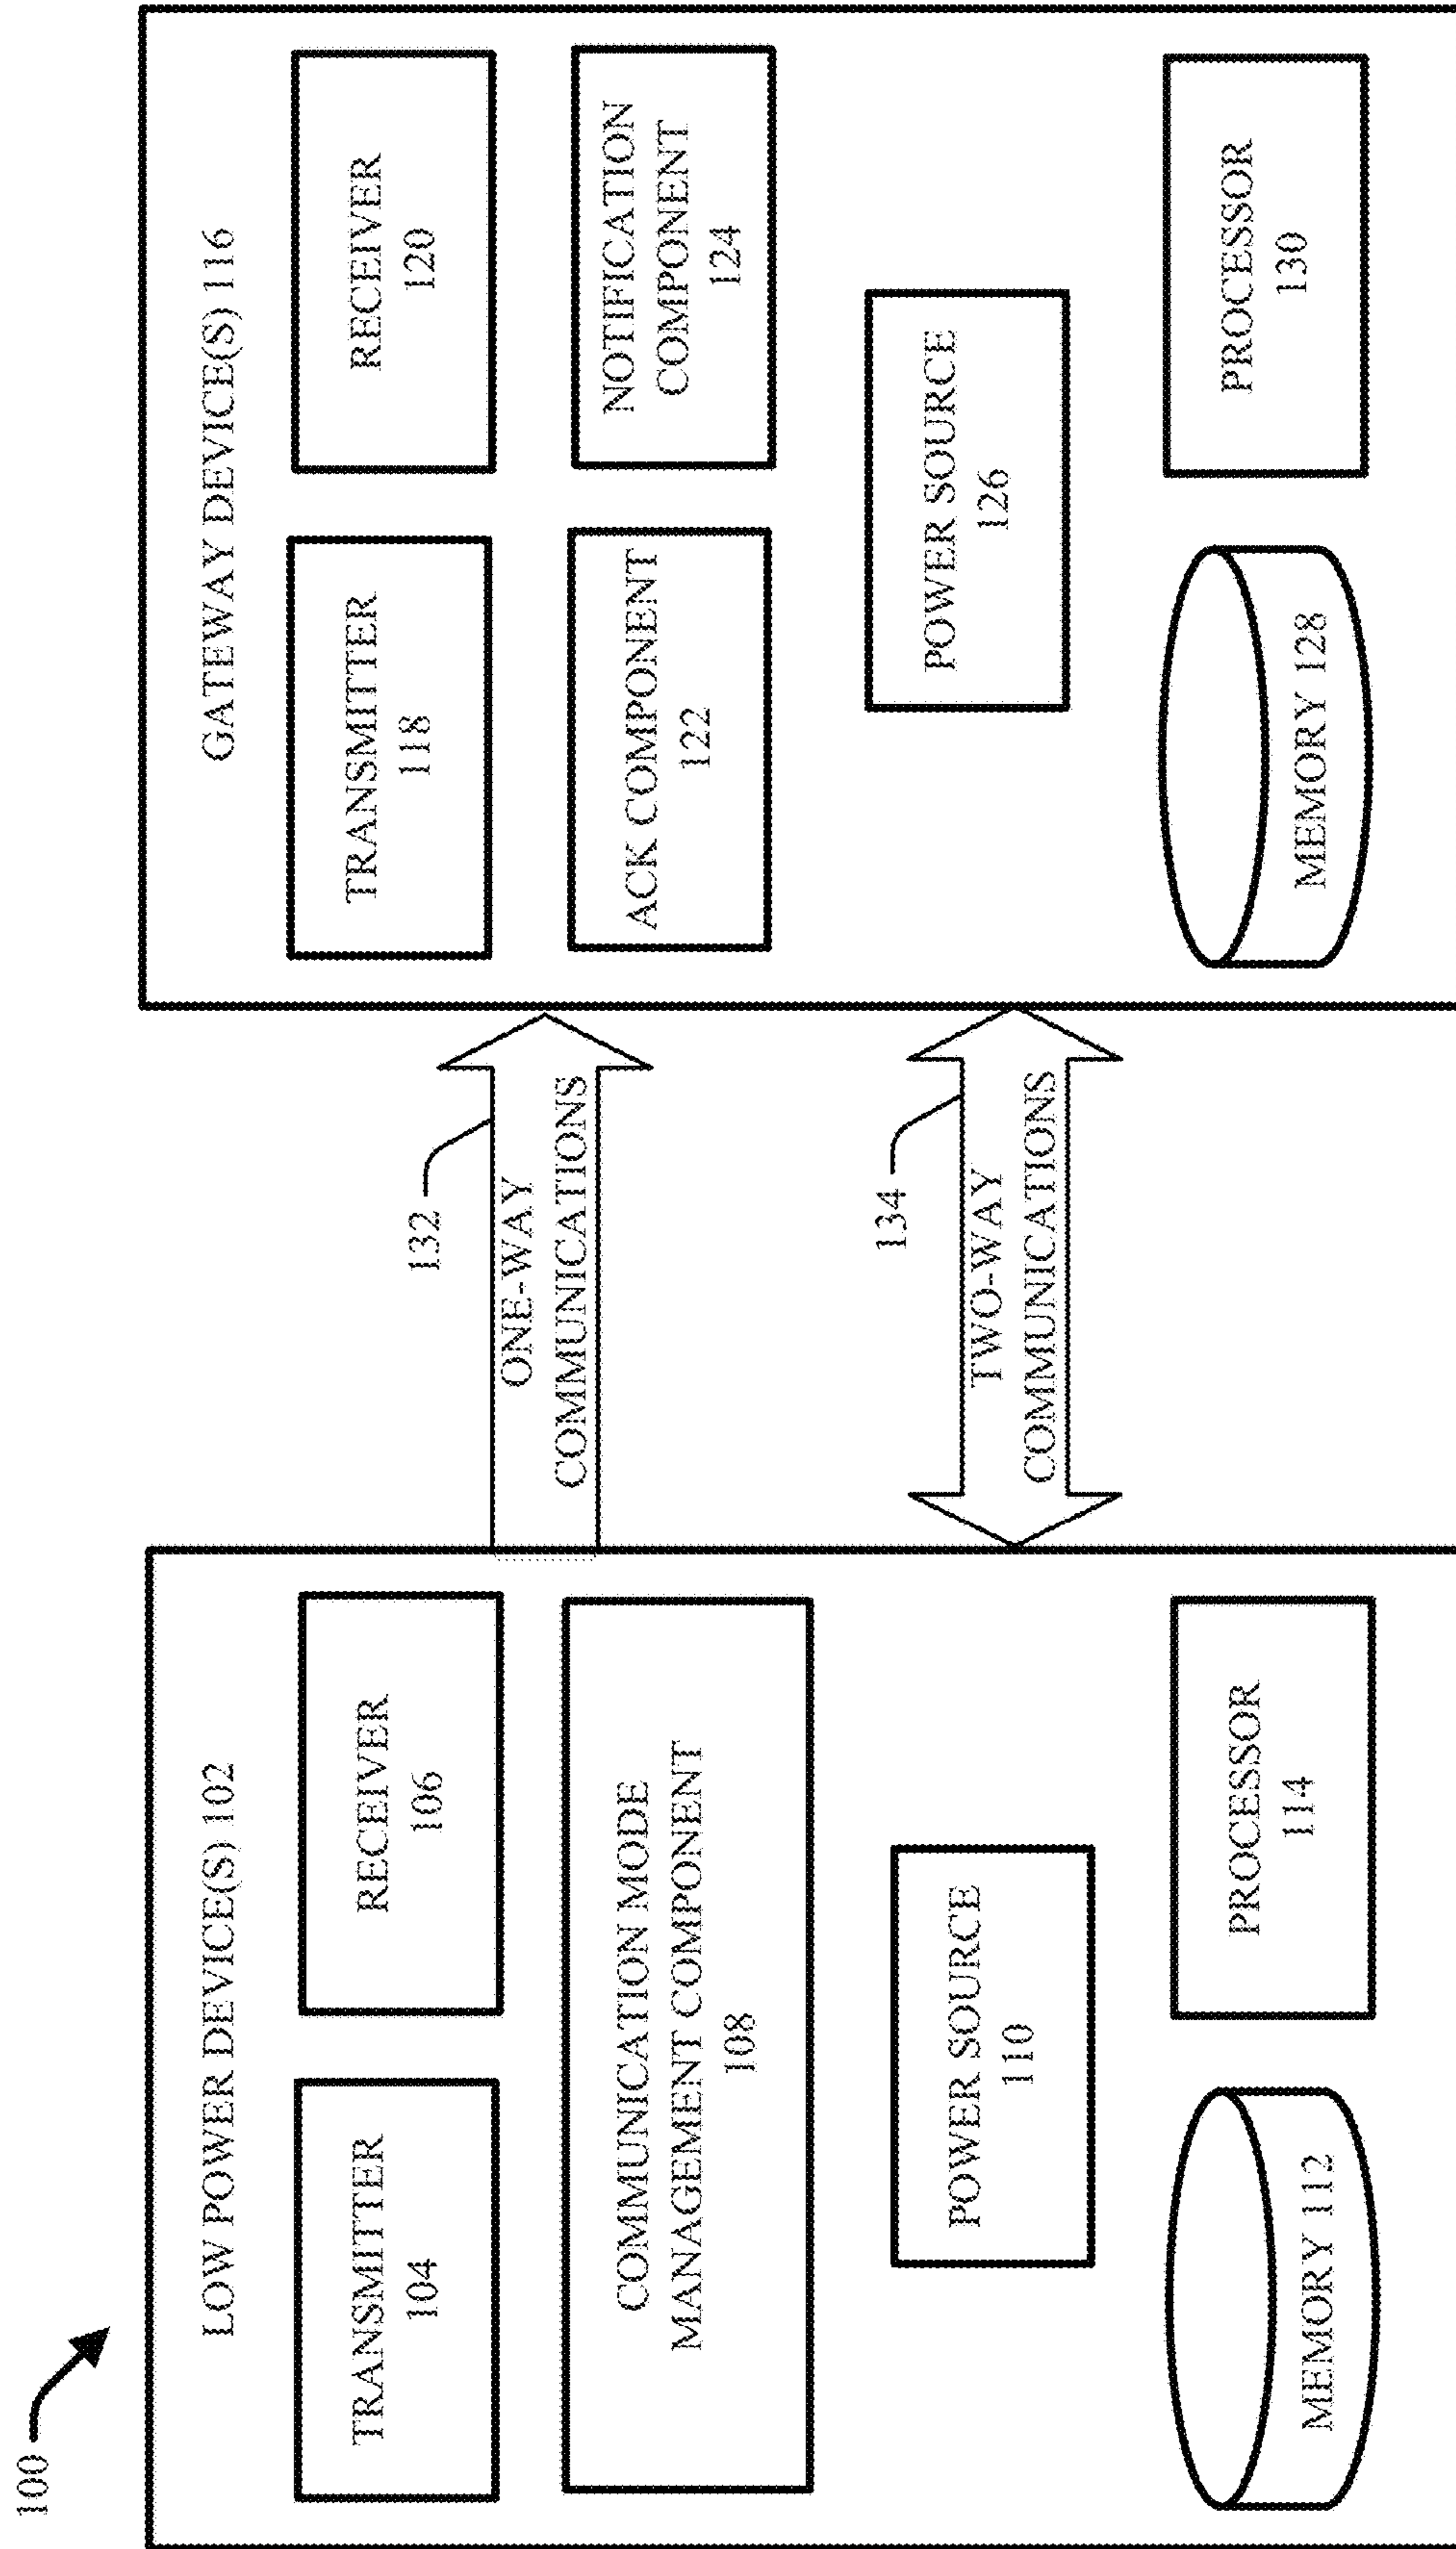 100
LOW POWER DEVICE(S) 102
TRANSMITTER
104
RECEIVER
106
COMMUNICATION MODE
MANAGEMENT COMPONENT
108
POWER SOURCE
110
MEMORY 112
PROCESSOR
114
132
ONE-WAY
COMMUNICATIONS
134
TWO-WAY
COMMUNICATIONS
GATEWAY DEVICE(S) 116
TRANSMITTER
118
RECEIVER
120
ACK COMPONENT
122
NOTIFICATION
COMPONENT
124
POWER SOURCE
126
MEMORY 128
PROCESSOR
130